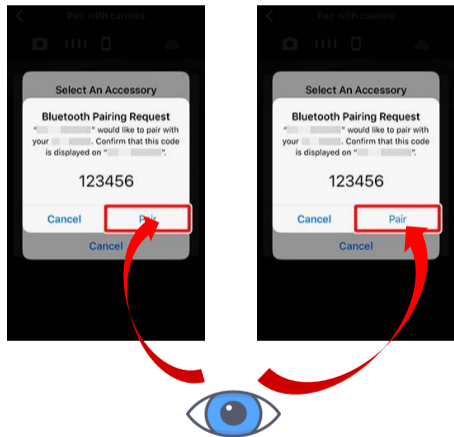 Pair with camera
Select An Accessory
Bluetooth Pairing Request
" " would like to pair with
your . Confirm that this code
is displayed on " ".
123456
Cancel Pair
Cancel
Pair with camera
Select An Accessory
Bluetooth Pairing Request
" " would like to pair with
your . Confirm that this code
is displayed on " ".
123456
Cancel Pair
Cancel